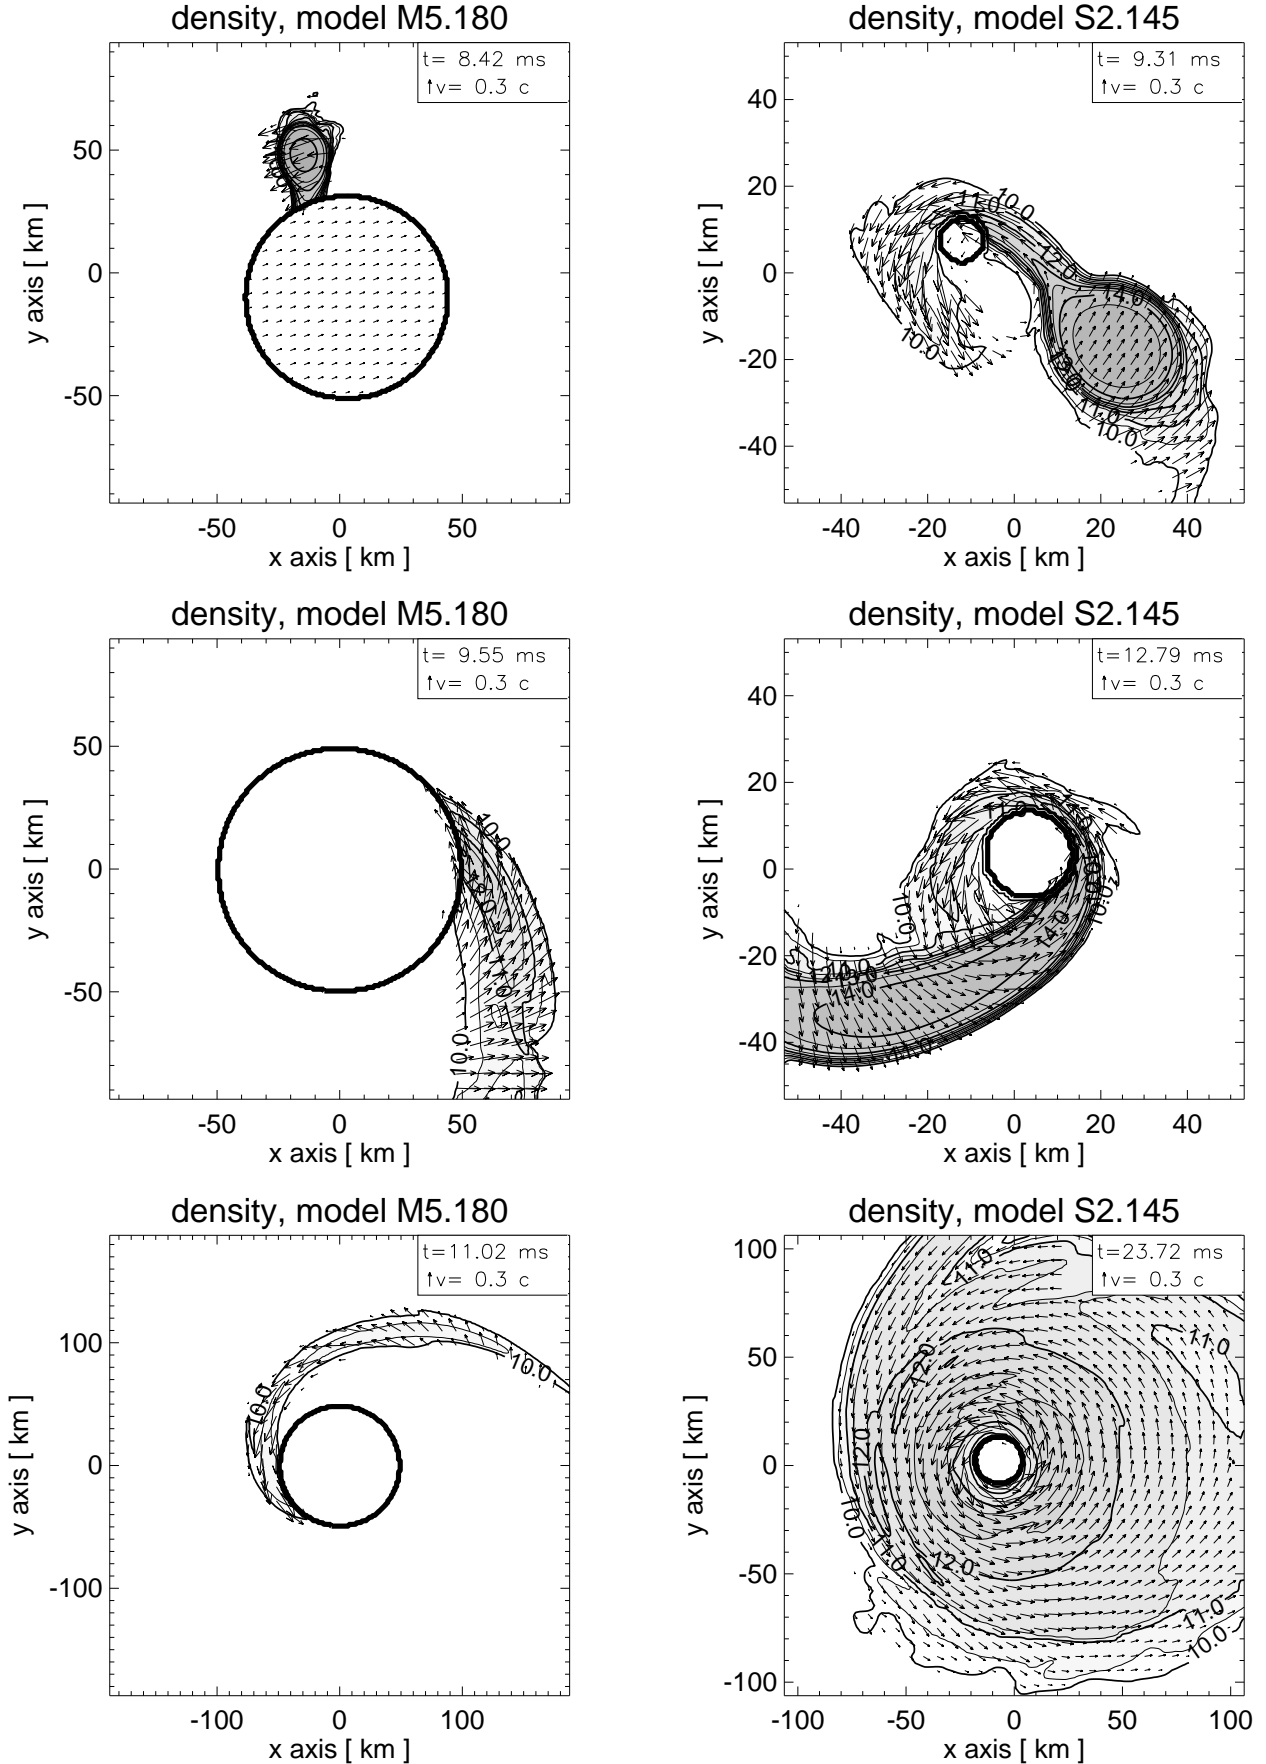 density, model M5.180
t= 8.42 ms
↑v= 0.3 c
50
0
-50
y axis [ km ]
-50 0 50
x axis [ km ]
density, model S2.145
t= 9.31 ms
↑v= 0.3 c
40
20
0
-20
-40
y axis [ km ]
10.0
11.0
12.0
14.0
10.0
13.0
11.0
10.0
-40 -20 0 20 40
x axis [ km ]
density, model M5.180
t= 9.55 ms
↑v= 0.3 c
50
0
-50
y axis [ km ]
10.0
12.0
10.0
-50 0 50
x axis [ km ]
density, model S2.145
t=12.79 ms
↑v= 0.3 c
40
20
0
-20
-40
y axis [ km ]
11.0
10.0
10.0
14.0
14.0
11.0
-40 -20 0 20 40
x axis [ km ]
density, model M5.180
t=11.02 ms
↑v= 0.3 c
100
0
-100
y axis [ km ]
10.0
10.0
-100 0 100
x axis [ km ]
density, model S2.145
t=23.72 ms
↑v= 0.3 c
100
50
0
-50
-100
y axis [ km ]
11.0
11.0
12.0
12.0
10.0
11.0
12.0
11.0
10.0
-100 -50 0 50 100
x axis [ km ]